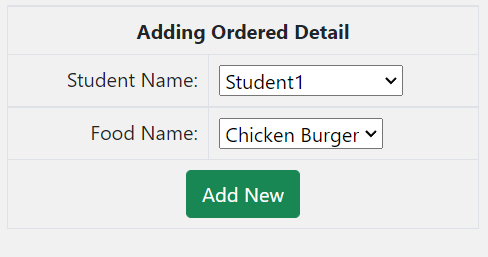 Adding Ordered Detail
Student Name: Student1
Food Name: Chicken Burger
Add New